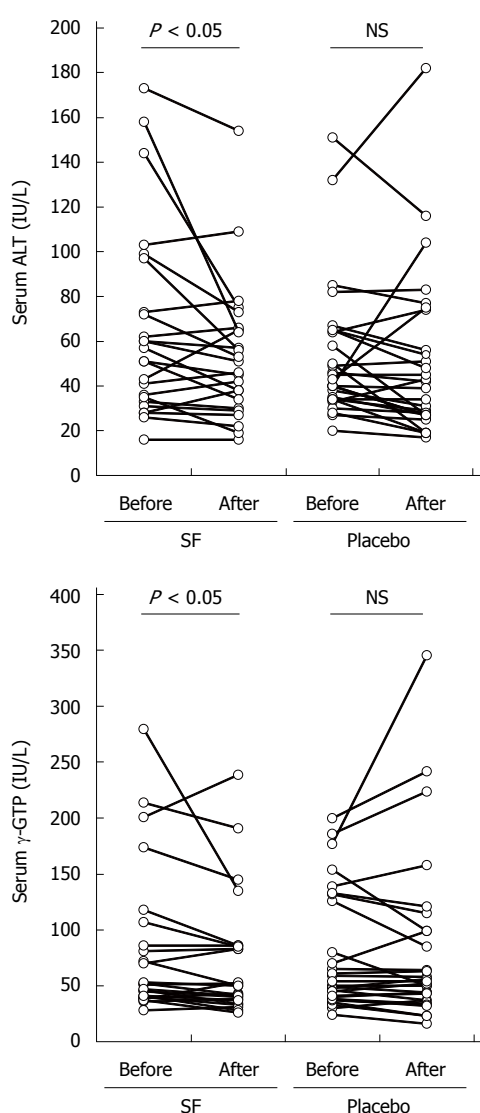 P < 0.05 NS
200
180
160
140
120
100
80
60
40
20
0
Serum ALT (IU/L)
Before After Before After
SF Placebo
P < 0.05 NS
400
350
300
250
200
150
100
50
0
Serum γ-GTP (IU/L)
Before After Before After
SF Placebo